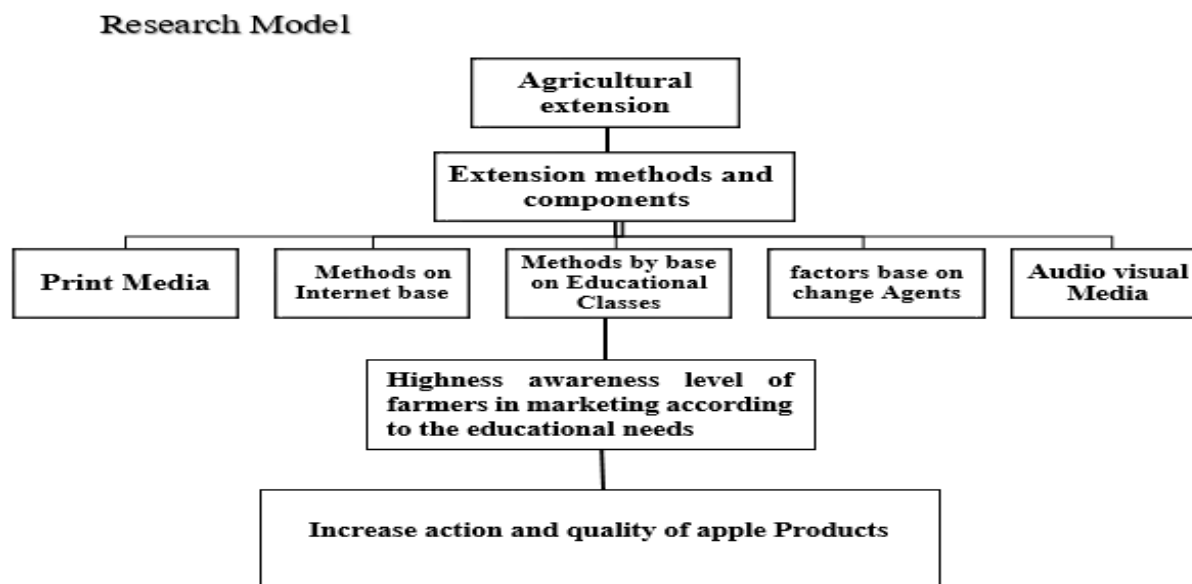 Research Model
Agricultural
extension
Extension methods and
components
Print Media
Methods on
Internet base
Methods by base
on Educational
Classes
factors base on
change Agents
Audio visual
Media
Highness awareness level of
farmers in marketing according
to the educational needs
Increase action and quality of apple Products